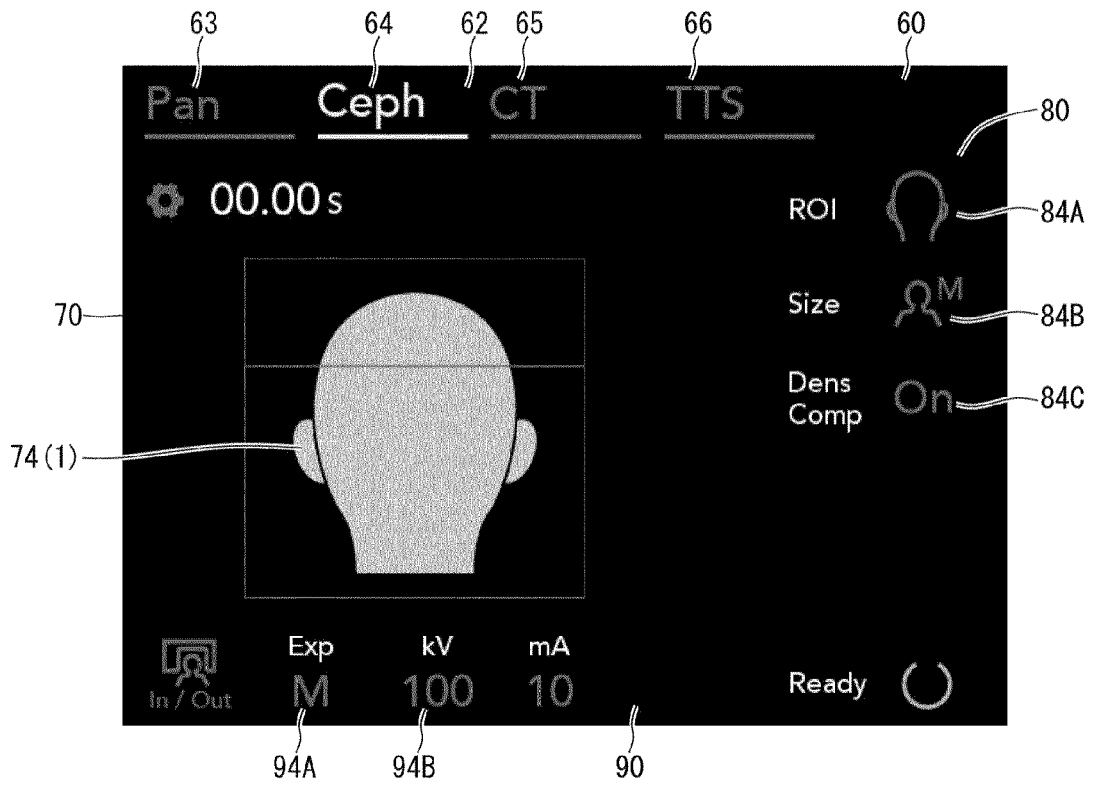 63 64 62 65 66 60
Pan Ceph CT TTS
80
00.00 s
ROI
84A
70
Size M
84B
Dens
Comp On
84C
74(1)
Exp kV mA
In / Out M 100 10
Ready
94A 94B 90